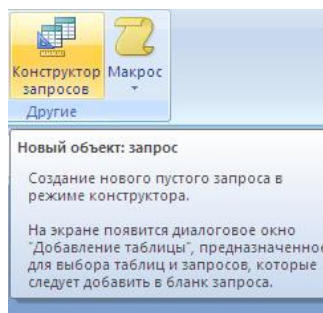 Конструктор запросов
Макрос
Другие
Новый объект: запрос
Создание нового пустого запроса в
режиме конструктора.
На экране появится диалоговое окно
"Добавление таблицы", предназначенное
для выбора таблиц и запросов, которые
следует добавить в бланк запроса.